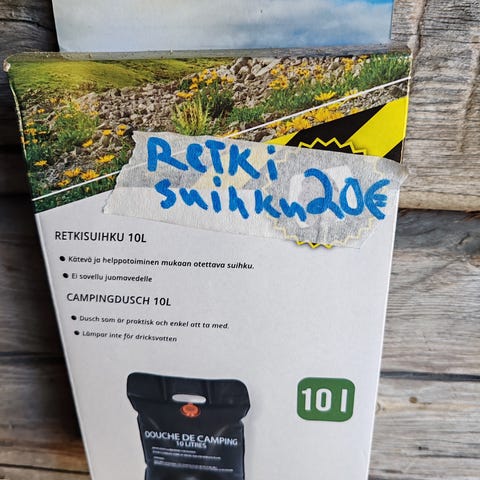 RETKI
suihku 20€
RETKISUIHKU 10L
Kätevä ja helppotoiminen mukaan otettava suihku.
Ei sovellu juomavedelle
CAMPINGDUSCH 10L
Dusch som är praktisk och enkel att ta med.
Lämpar inte för dricksvatten
10 l
DOUCHE DE CAMPING
10 LITRES